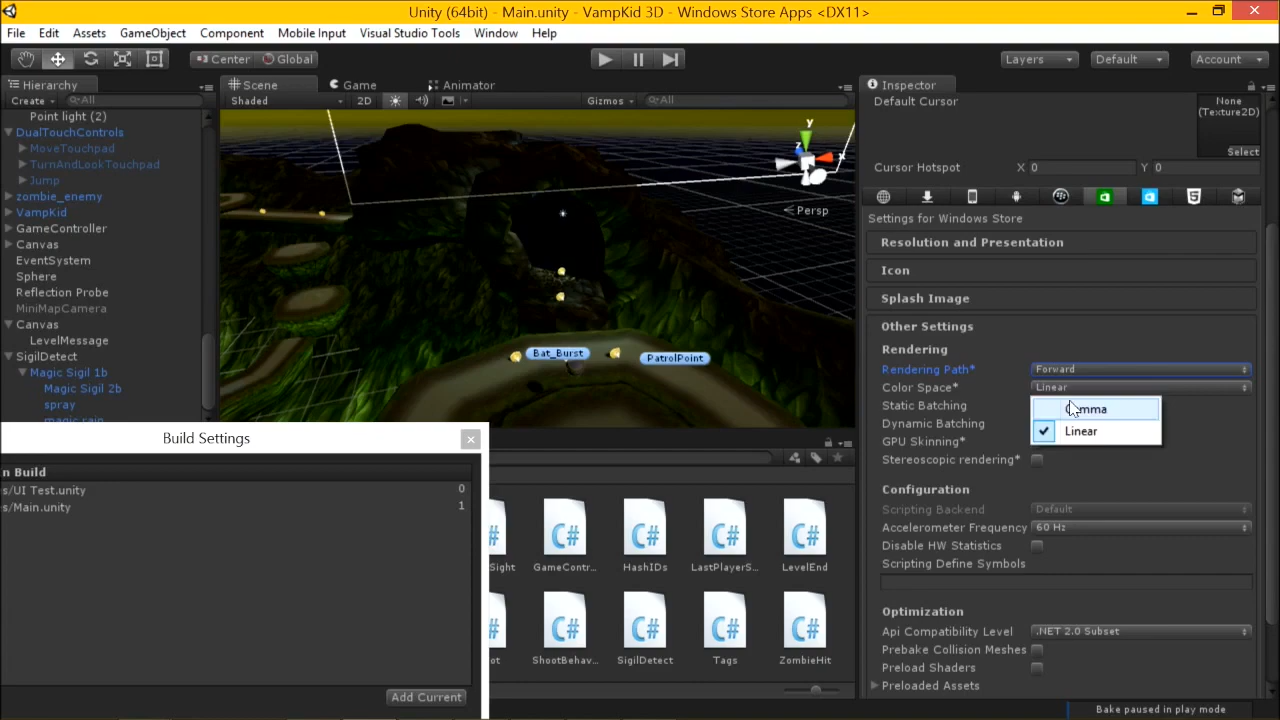 Unity (64bit) - Main.unity - VampKid 3D - Windows Store Apps <DX11>
File Edit Assets GameObject Component Mobile Input Visual Studio Tools Window Help
Center Global Layers Default Account
Hierarchy
Create All
Point light (2)
DualTouchControls
MoveTouchpad
TurnAndLookTouchpad
Jump
zombie_enemy
VampKid
GameController
Canvas
EventSystem
Sphere
Reflection Probe
MiniMapCamera
Canvas
LevelMessage
SigilDetect
Magic Sigil 1b
Magic Sigil 2b
spray
magic rain
Scene Game Animator
Shaded 2D Gizmos All
y
x
z
Persp
Bat_Burst
PatrolPoint
Build Settings
n Build
s/UI Test.unity 0
s/Main.unity 1
Add Current
Sight GameContr... HashIDs LastPlayerS... LevelEnd
ot ShootBehav... SigilDetect Tags ZombieHit
Inspector
Default Cursor
None
(Texture2D)
Select
Cursor Hotspot X 0 Y 0
Settings for Windows Store
Resolution and Presentation
Icon
Splash Image
Other Settings
Rendering
Rendering Path* Forward
Color Space* Linear
Static Batching
Dynamic Batching
GPU Skinning*
Stereoscopic rendering*
Gamma
Linear
Configuration
Scripting Backend Default
Accelerometer Frequency 60 Hz
Disable HW Statistics
Scripting Define Symbols
Optimization
Api Compatibility Level .NET 2.0 Subset
Prebake Collision Meshes
Preload Shaders
Preloaded Assets
Bake paused in play mode